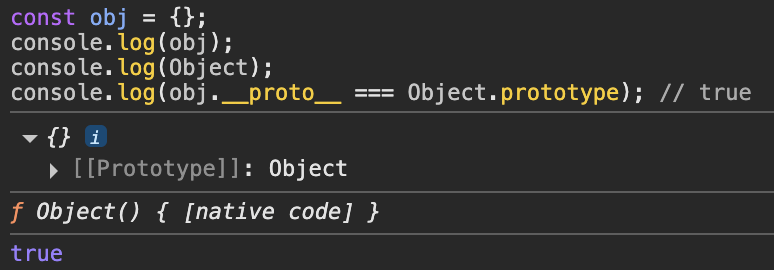 const obj = {};
console.log(obj);
console.log(Object);
console.log(obj.__proto__ === Object.prototype); // true
▼ {} i
▶ [[Prototype]]: Object
ƒ Object() { [native code] }
true